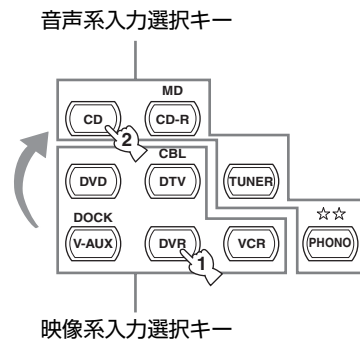 音声系入力選択キー
MD
CD
CD-R
2
CBL
DVD
DTV
TUNER
DOCK
☆☆
V-AUX
DVR
VCR
PHONO
1
映像系入力選択キー